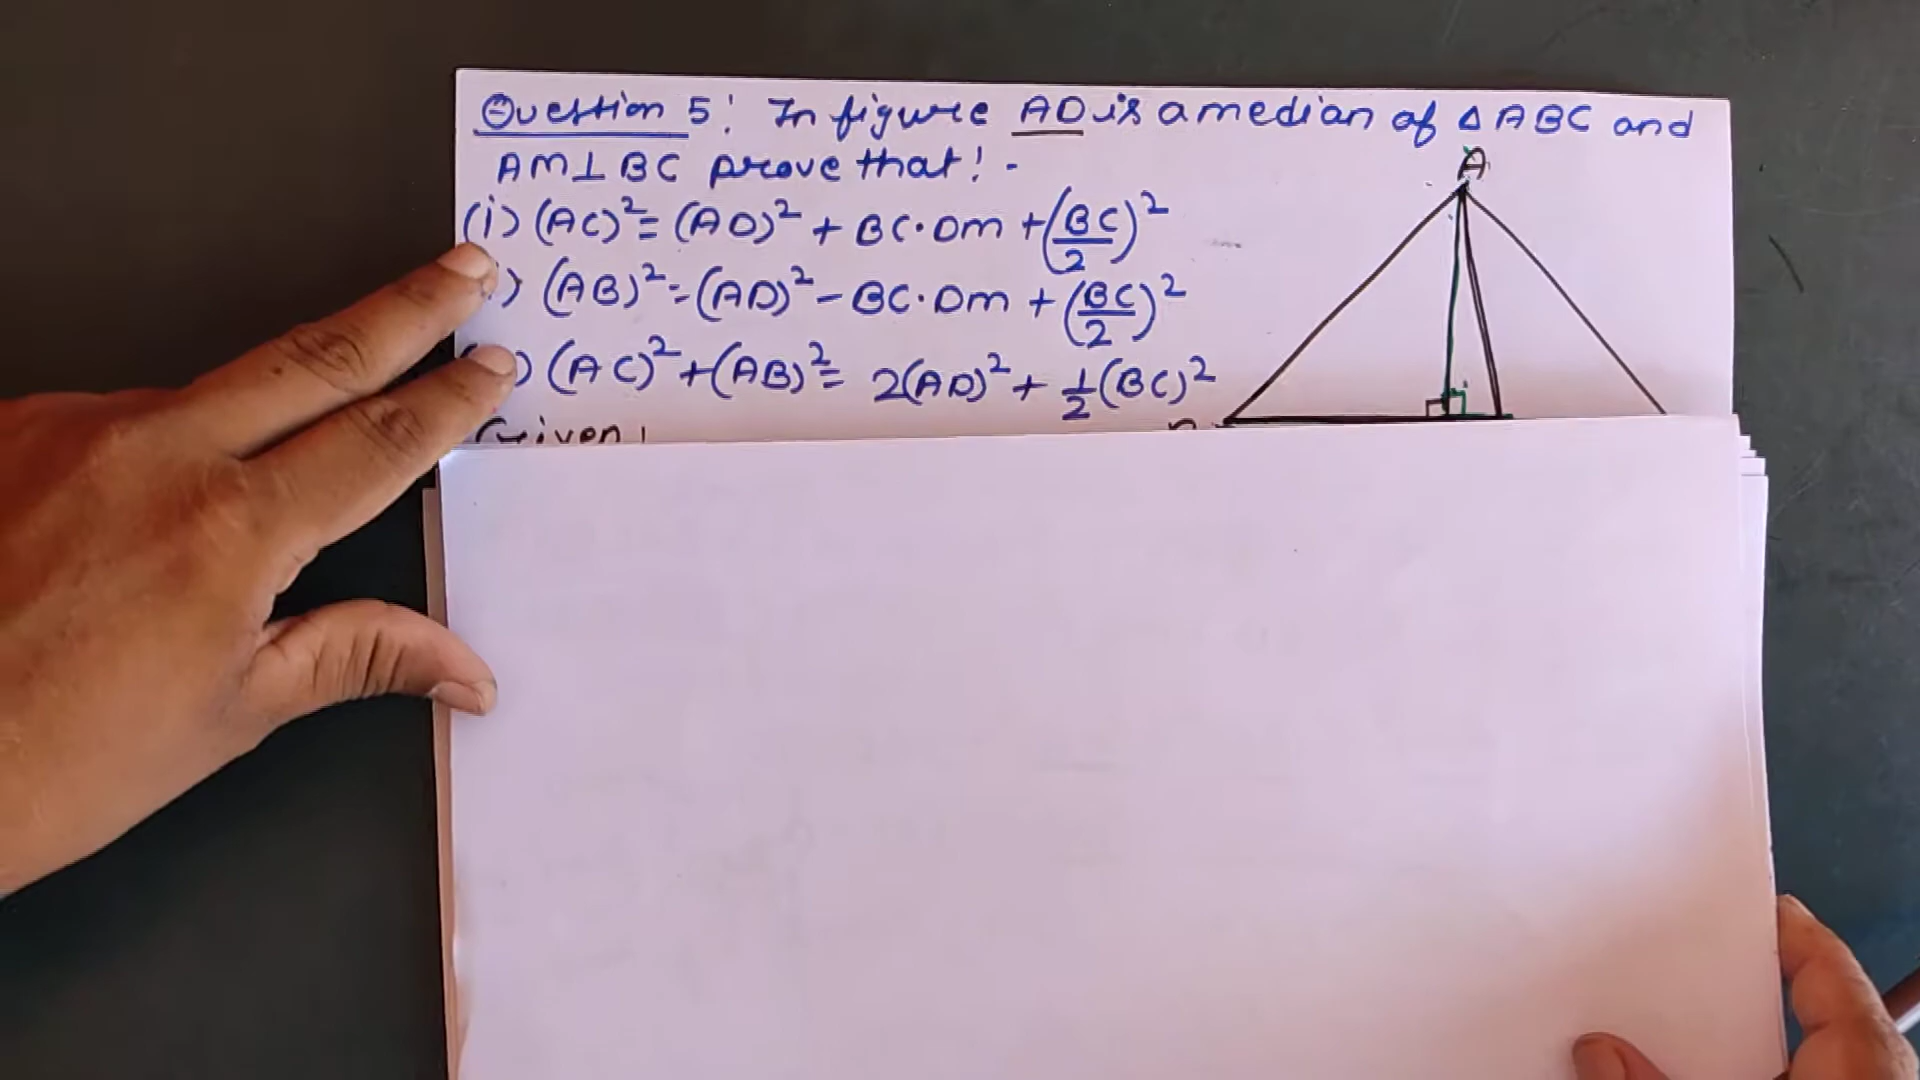 Question 5: In figure AD is a median of △ABC and
AM⊥BC prove that! -
(i) (AC)²= (AD)² + BC·Dm + (BC/2)²
) (AB)²=(AD)² - BC·Dm + (BC/2)²
) (AC)²+(AB)²= 2(AD)² + 1/2(BC)²
Given!
A